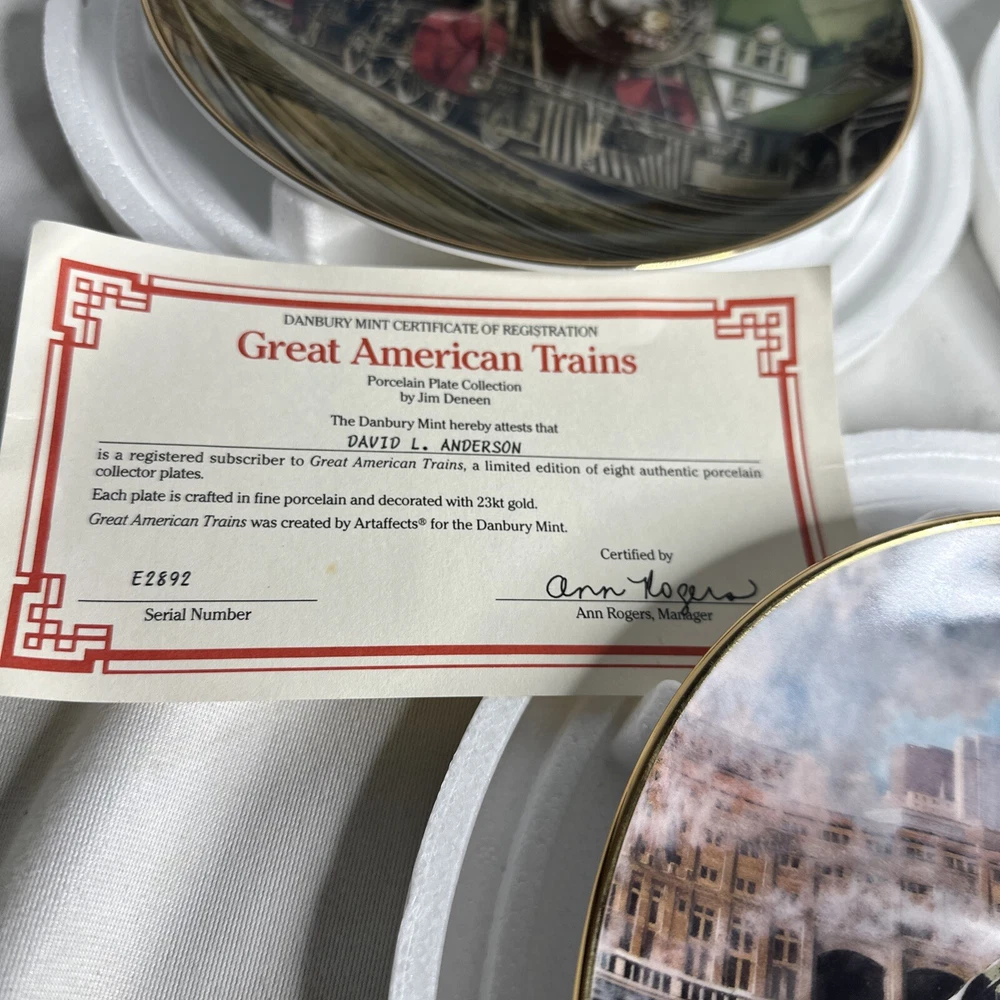 DANBURY MINT CERTIFICATE OF REGISTRATION
Great American Trains
Porcelain Plate Collection
by Jim Deneen
The Danbury Mint hereby attests that
DAVID L. ANDERSON
is a registered subscriber to Great American Trains, a limited edition of eight authentic porcelain
collector plates.
Each plate is crafted in fine porcelain and decorated with 23kt gold.
Great American Trains was created by Artaffects® for the Danbury Mint.
Certified by
E2892
Ann Rogers
Serial Number
Ann Rogers, Manager